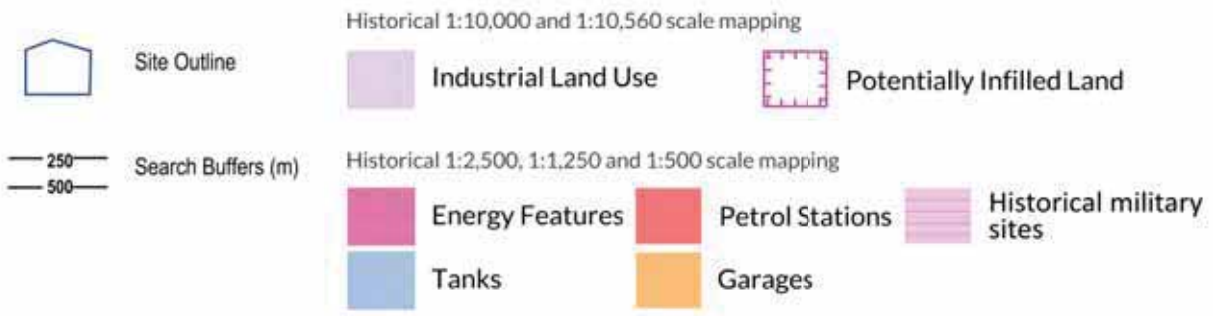 Historical 1:10,000 and 1:10,560 scale mapping
Site Outline
Industrial Land Use
Potentially Infilled Land
250
500
Search Buffers (m)
Historical 1:2,500, 1:1,250 and 1:500 scale mapping
Energy Features
Petrol Stations
Historical military
sites
Tanks
Garages